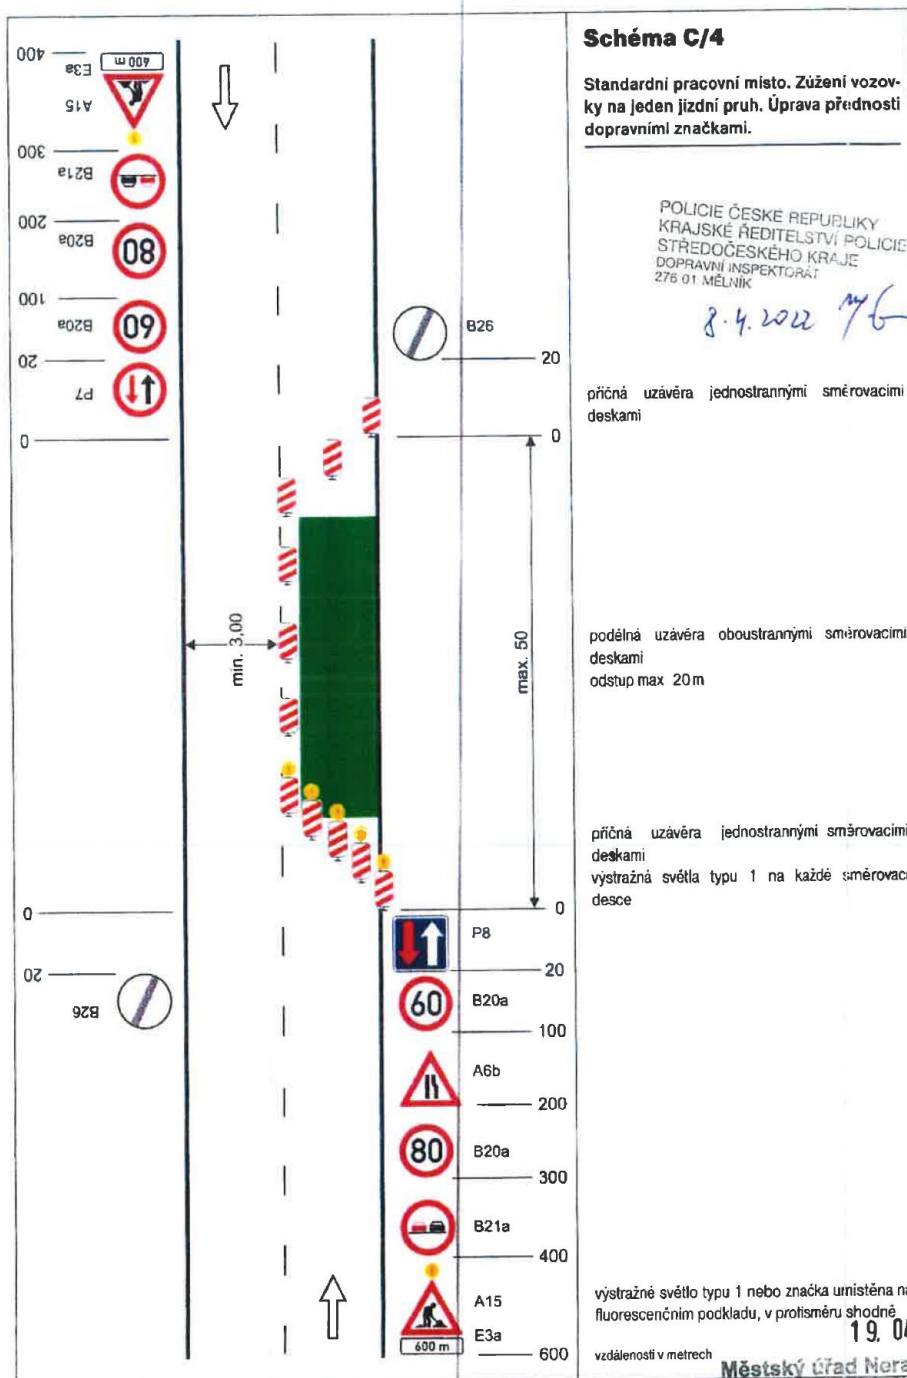 Schéma C/4
Standardní pracovní místo. Zúžení vozov-
ky na jeden jízdní pruh. Úprava přednosti
dopravními značkami.
POLICIE ČESKÉ REPUBLIKY
KRAJSKÉ ŘEDITELSTVÍ POLICIE
STŘEDOČESKÉHO KRAJE
DOPRAVNÍ INSPEKTORÁT
276 01 MĚLNÍK
8.4.2022
400
E3a
600 m
A15
300
B21a
200
B20a
80
100
B20a
60
20
P7
0
B26
20
0
příčná uzávěra jednostrannými směrovacími
deskami
min. 3,00
max. 50
podélná uzávěra oboustrannými směrovacími
deskami
odstup max 20 m
příčná uzávěra jednostrannými směrovacími
deskami
výstražná světla typu 1 na každé směrovací
desce
0
20
B26
0
P8
20
60
B20a
100
A6b
200
80
B20a
300
B21a
400
A15
E3a
600 m
600
výstražné světlo typu 1 nebo značka umístěna na
fluorescenčním podkladu, v protisměru shodně
19. 04
vzdálenosti v metrech
Městský úřad Nera